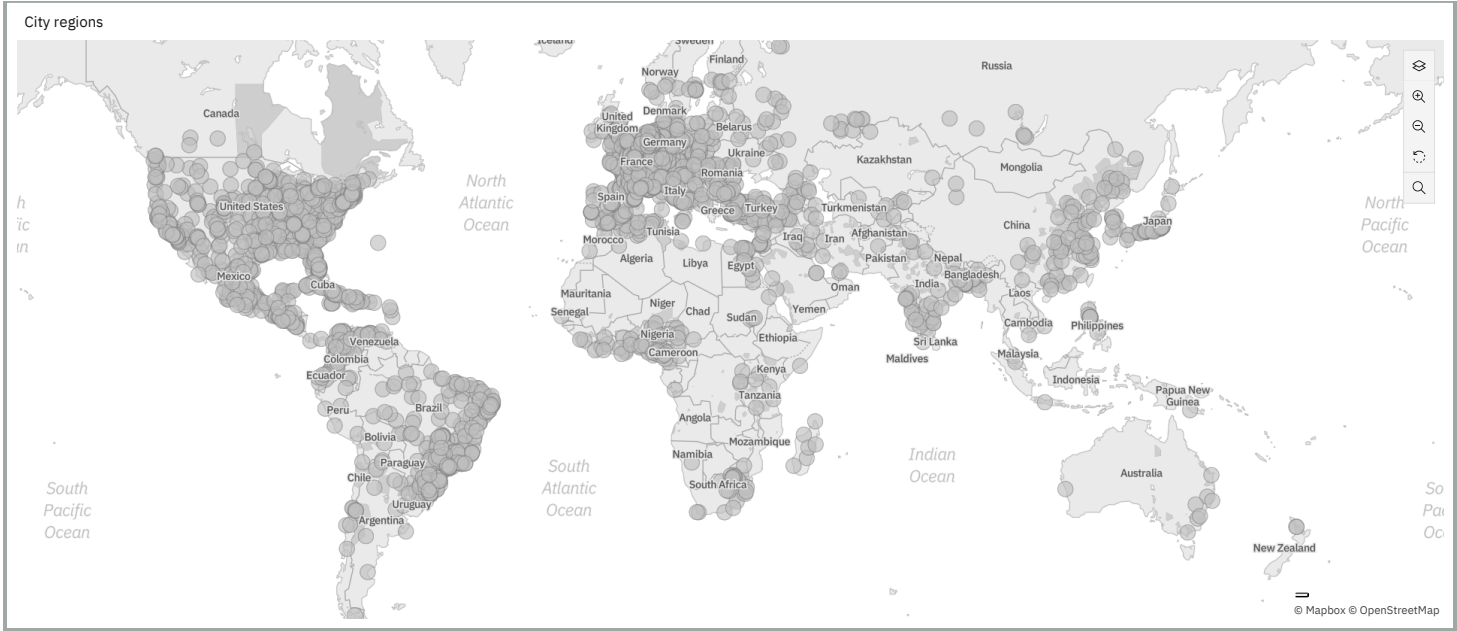 City regions
Iceland
Sweden
Finland
Norway
Russia
Canada
United
Kingdom
Denmark
Belarus
Germany
Ukraine
France
Kazakhstan
Mongolia
Romania
North
Atlantic
Ocean
Spain
Italy
United States
Greece
Turkey
Turkmenistan
China
Japan
North
Pacific
Ocean
h
ic
n
Morocco
Tunisia
Iraq
Iran
Afghanistan
Algeria
Libya
Egypt
Pakistan
Nepal
Bangladesh
Mexico
Cuba
India
Oman
Mauritania
Niger
Chad
Laos
Senegal
Sudan
Yemen
Cambodia
Philippines
Nigeria
Ethiopia
Sri Lanka
Venezuela
Cameroon
Maldives
Malaysia
Colombia
Ecuador
Kenya
Indonesia
Papua New
Guinea
Peru
Brazil
Tanzania
Angola
Bolivia
Mozambique
Namibia
Indian
Ocean
Paraguay
Chile
South
Atlantic
Ocean
South Africa
Australia
South
Pacific
Ocean
Uruguay
Argentina
So
Pa
Oc
New Zealand
© Mapbox © OpenStreetMap